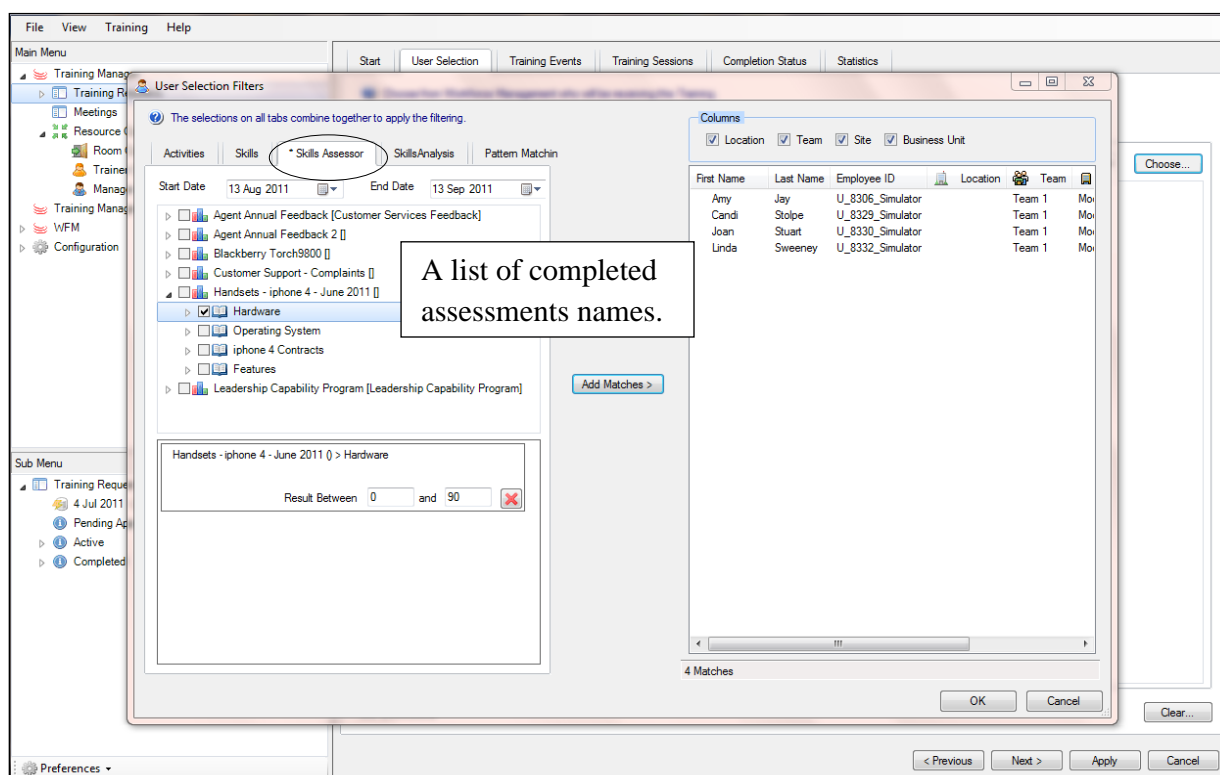 File View Training Help
Main Menu
Training Manag
Training Re
Meetings
Resource
Room
Traine
Manag
Training Manag
WFM
Configuration
Sub Menu
Training Reque
4 Jul 2011
Pending Ap
Active
Completed
Preferences
Start User Selection Training Events Training Sessions Completion Status Statistics
Choose...
User Selection Filters
The selections on all tabs combine together to apply the filtering.
Activities Skills * Skills Assessor SkillsAnalysis Pattern Matchin
Start Date 13 Aug 2011 End Date 13 Sep 2011
Agent Annual Feedback [Customer Services Feedback]
Agent Annual Feedback 2 []
Blackberry Torch9800 []
Customer Support - Complaints []
Handsets - iphone 4 - June 2011 []
Hardware
Operating System
iphone 4 Contracts
Features
Leadership Capability Program [Leadership Capability Program]
A list of completed
assessments names.
Handsets - iphone 4 - June 2011 () > Hardware
Result Between 0 and 90
Add Matches >
Columns
Location Team Site Business Unit
First Name Last Name Employee ID Location Team
Amy Jay U_8306_Simulator Team 1 Mo
Candi Stolpe U_8329_Simulator Team 1 Mo
Joan Stuart U_8330_Simulator Team 1 Mo
Linda Sweeney U_8332_Simulator Team 1 Mo
4 Matches
OK Cancel
Clear...
< Previous Next > Apply Cancel